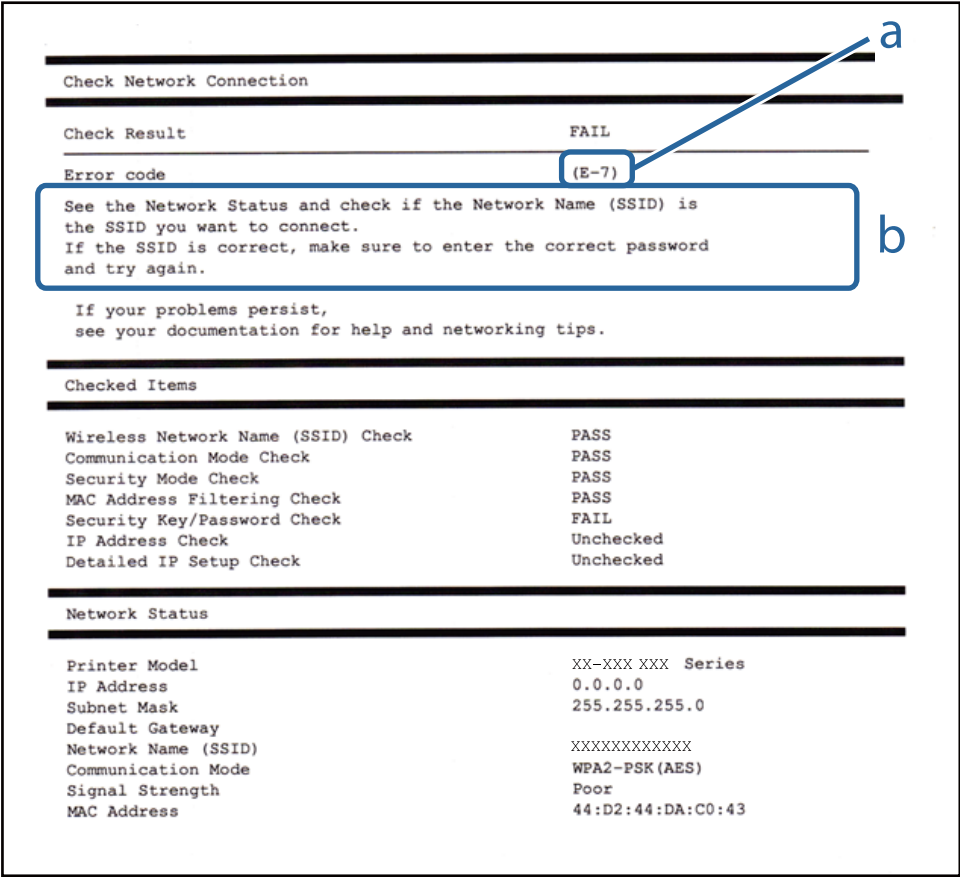 a
Check Network Connection
Check Result FAIL
Error code (E-7)
See the Network Status and check if the Network Name (SSID) is
the SSID you want to connect.
If the SSID is correct, make sure to enter the correct password
and try again.
b
If your problems persist,
see your documentation for help and networking tips.
Checked Items
Wireless Network Name (SSID) Check PASS
Communication Mode Check PASS
Security Mode Check PASS
MAC Address Filtering Check PASS
Security Key/Password Check FAIL
IP Address Check Unchecked
Detailed IP Setup Check Unchecked
Network Status
Printer Model XX-XXX XXX Series
IP Address 0.0.0.0
Subnet Mask 255.255.255.0
Default Gateway
Network Name (SSID) XXXXXXXXXXXX
Communication Mode WPA2-PSK(AES)
Signal Strength Poor
MAC Address 44:D2:44:DA:C0:43